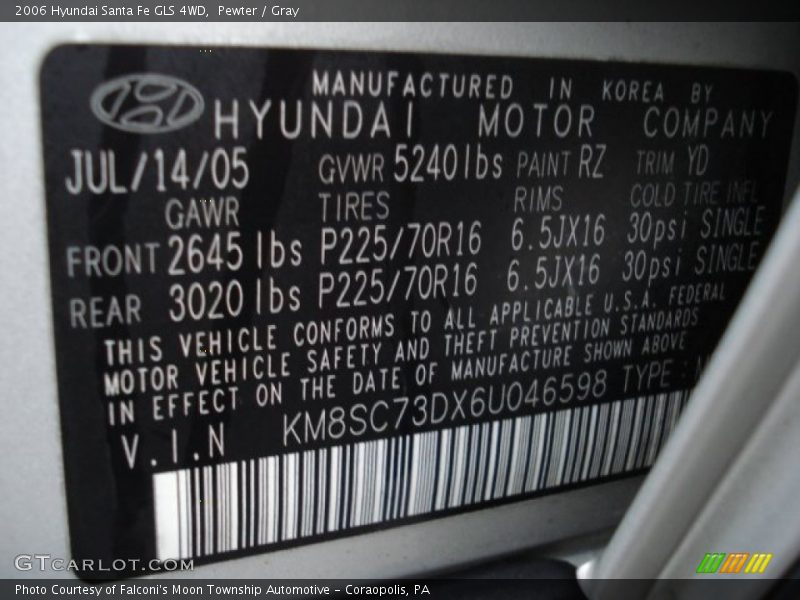 2006 Hyundai Santa Fe GLS 4WD,  Pewter / Gray
MANUFACTURED IN KOREA BY
HYUNDAI MOTOR COMPANY
JUL/14/05 GVWR 5240lbs PAINT RZ TRIM YD
GAWR TIRES RIMS COLD TIRE INFL
FRONT 2645 lbs P225/70R16 6.5JX16 30psi SINGLE
REAR 3020 lbs P225/70R16 6.5JX16 30psi SINGLE
THIS VEHICLE CONFORMS TO ALL APPLICABLE U.S.A. FEDERAL
MOTOR VEHICLE SAFETY AND THEFT PREVENTION STANDARDS
IN EFFECT ON THE DATE OF MANUFACTURE SHOWN ABOVE
V.I.N KM8SC73DX6U046598 TYPE :
GTCARLOT.COM
Photo Courtesy of Falconi's Moon Township Automotive - Coraopolis, PA